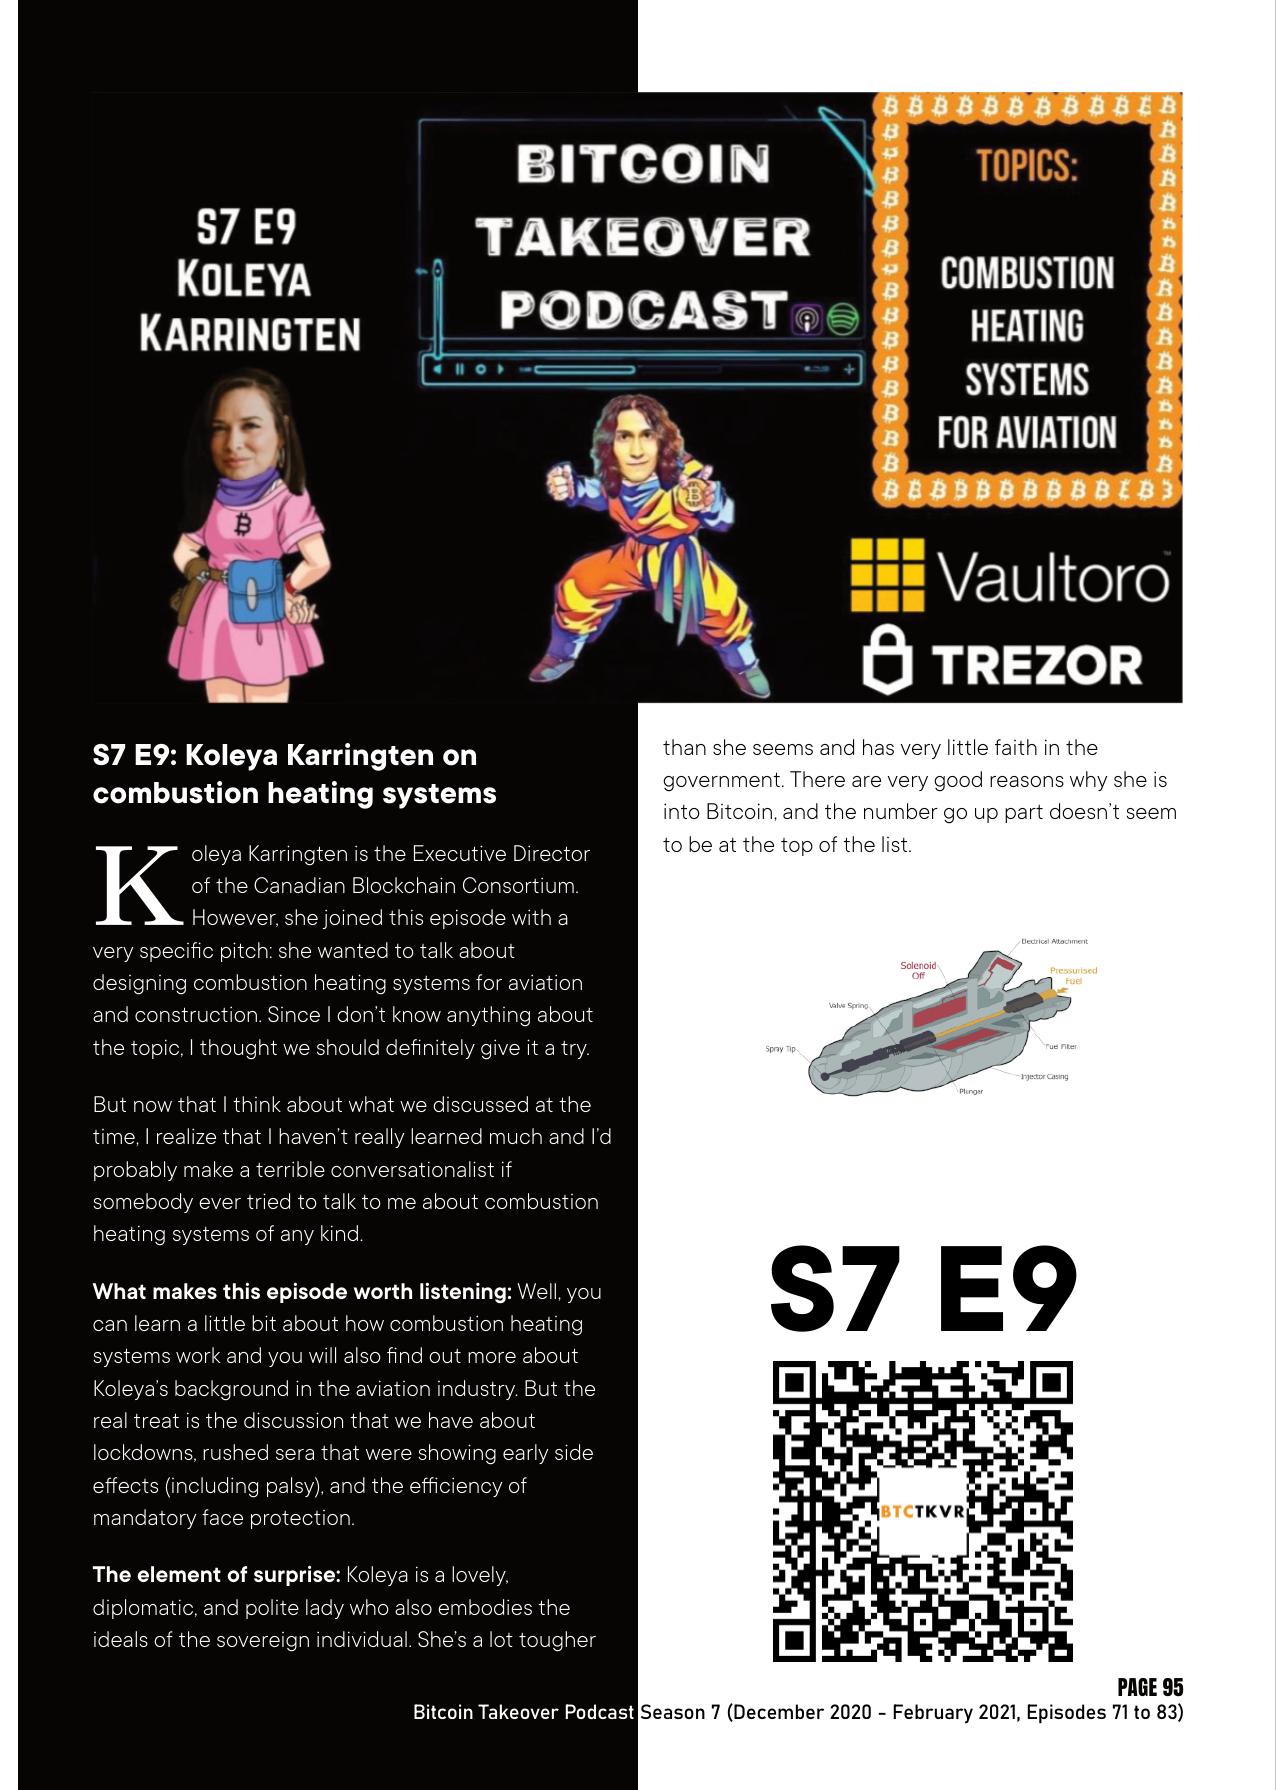 S7 E9
KOLEYA
KARRINGTEN
BITCOIN
TAKEOVER
PODCAST
TOPICS:
COMBUSTION
HEATING
SYSTEMS
FOR AVIATION
Vaultoro™
TREZOR
S7 E9: Koleya Karringten on
combustion heating systems
Koleya Karringten is the Executive Director
of the Canadian Blockchain Consortium.
However, she joined this episode with a
very specific pitch: she wanted to talk about
designing combustion heating systems for aviation
and construction. Since I don’t know anything about
the topic, I thought we should definitely give it a try.
But now that I think about what we discussed at the
time, I realize that I haven’t really learned much and I’d
probably make a terrible conversationalist if
somebody ever tried to talk to me about combustion
heating systems of any kind.
What makes this episode worth listening: Well, you
can learn a little bit about how combustion heating
systems work and you will also find out more about
Koleya’s background in the aviation industry. But the
real treat is the discussion that we have about
lockdowns, rushed sera that were showing early side
effects (including palsy), and the efficiency of
mandatory face protection.
The element of surprise: Koleya is a lovely,
diplomatic, and polite lady who also embodies the
ideals of the sovereign individual. She’s a lot tougher
than she seems and has very little faith in the
government. There are very good reasons why she is
into Bitcoin, and the number go up part doesn’t seem
to be at the top of the list.
Electrical Attachment
Solenoid
Off
Pressurised
Fuel
Valve Spring
Spray Tip
Fuel Filter
Injector Casing
Plunger
S7 E9
BTCTKVR
PAGE 95
Bitcoin Takeover Podcast Season 7 (December 2020 - February 2021, Episodes 71 to 83)